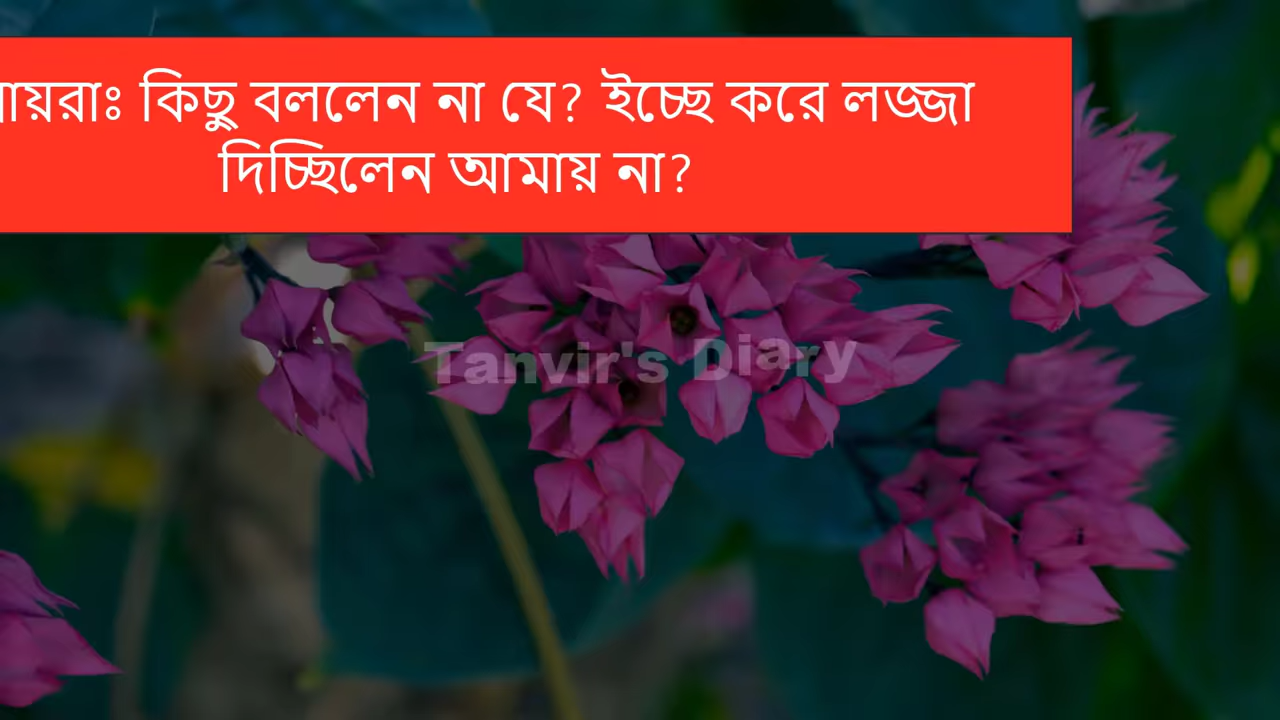 কিছু বললেন না যে? ইচ্ছে করে লজ্জা
দিচ্ছিলেন আমায় না?
Tanvir's Diary